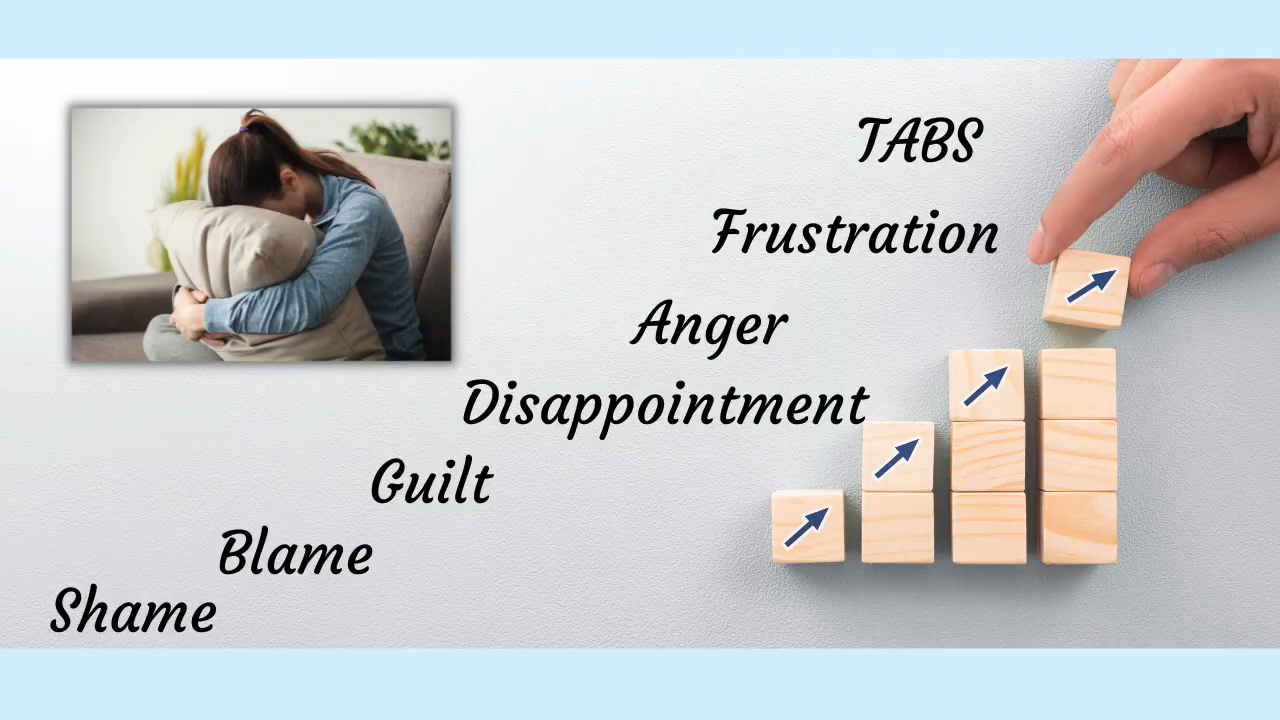 TABS
Frustration
Anger
Disappointment
Guilt
Blame
Shame